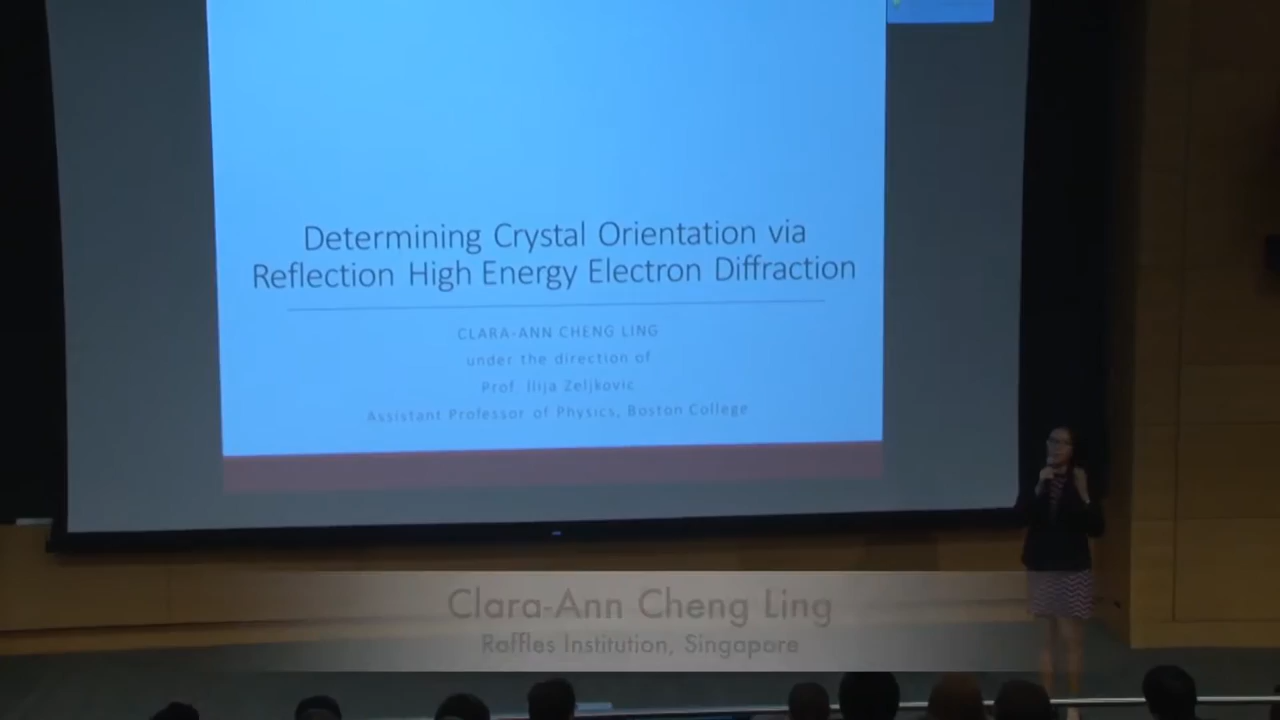 Determining Crystal Orientation via
Reflection High Energy Electron Diffraction
CLARA-ANN CHENG LING
under the direction of
Prof. Ilija Zeljkovic
Assistant Professor of Physics, Boston College
Clara-Ann Cheng Ling
Raffles Institution, Singapore